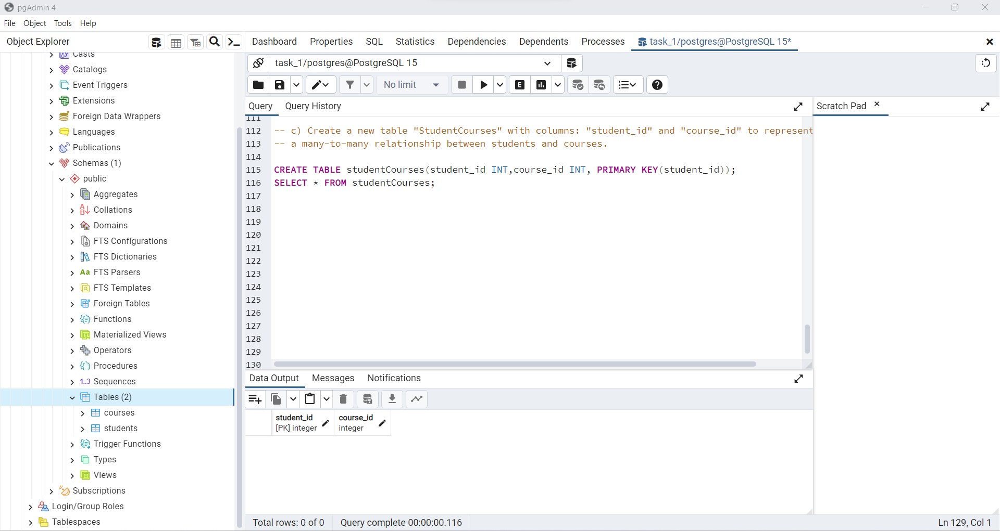 pgAdmin 4
File Object Tools Help
Object Explorer
Dashboard Properties SQL Statistics Dependencies Dependents Processes task_1/postgres@PostgreSQL 15*
task_1/postgres@PostgreSQL 15
No limit
E
Query Query History
Scratch Pad
Casts
Catalogs
Event Triggers
Extensions
Foreign Data Wrappers
Languages
Publications
Schemas (1)
public
Aggregates
Collations
Domains
FTS Configurations
FTS Dictionaries
Aa FTS Parsers
FTS Templates
Foreign Tables
Functions
Materialized Views
Operators
Procedures
1..3 Sequences
Tables (2)
courses
students
Trigger Functions
Types
Views
Subscriptions
Login/Group Roles
Tablespaces
111
112 -- c) Create a new table "StudentCourses" with columns: "student_id" and "course_id" to represent
113 -- a many-to-many relationship between students and courses.
114
115 CREATE TABLE studentCourses(student_id INT,course_id INT, PRIMARY KEY(student_id));
116 SELECT * FROM studentCourses;
117
118
119
120
121
122
123
124
125
126
127
128
129
130
Data Output Messages Notifications
student_id course_id
[PK] integer integer
Total rows: 0 of 0 Query complete 00:00:00.116
Ln 129, Col 1